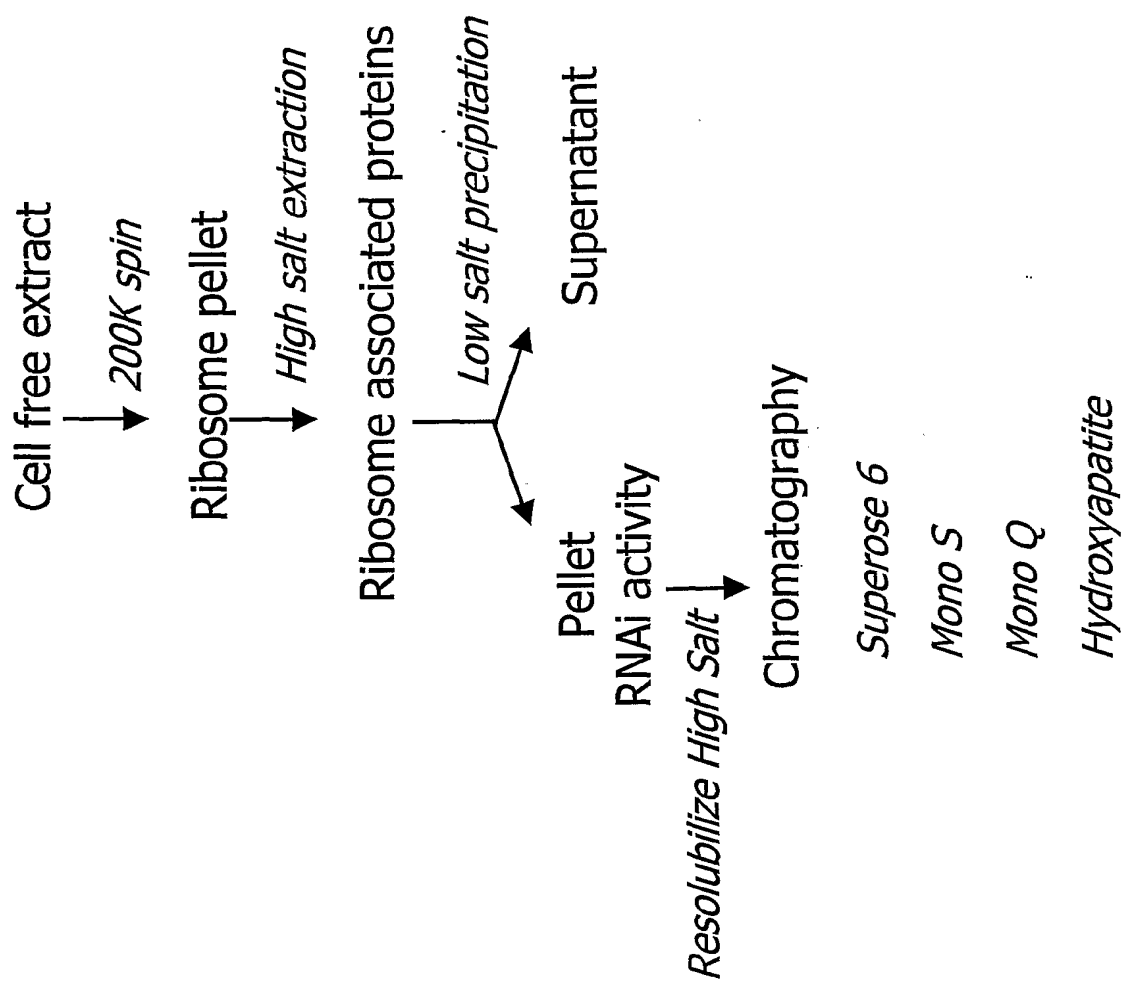 Cell free extract
200K spin
Ribosome pellet
High salt extraction
Ribosome associated proteins
Low salt precipitation
Pellet
RNAi activity
Supernatant
Resolubilize High Salt
Chromatography
Superose 6
Mono S
Mono Q
Hydroxyapatite